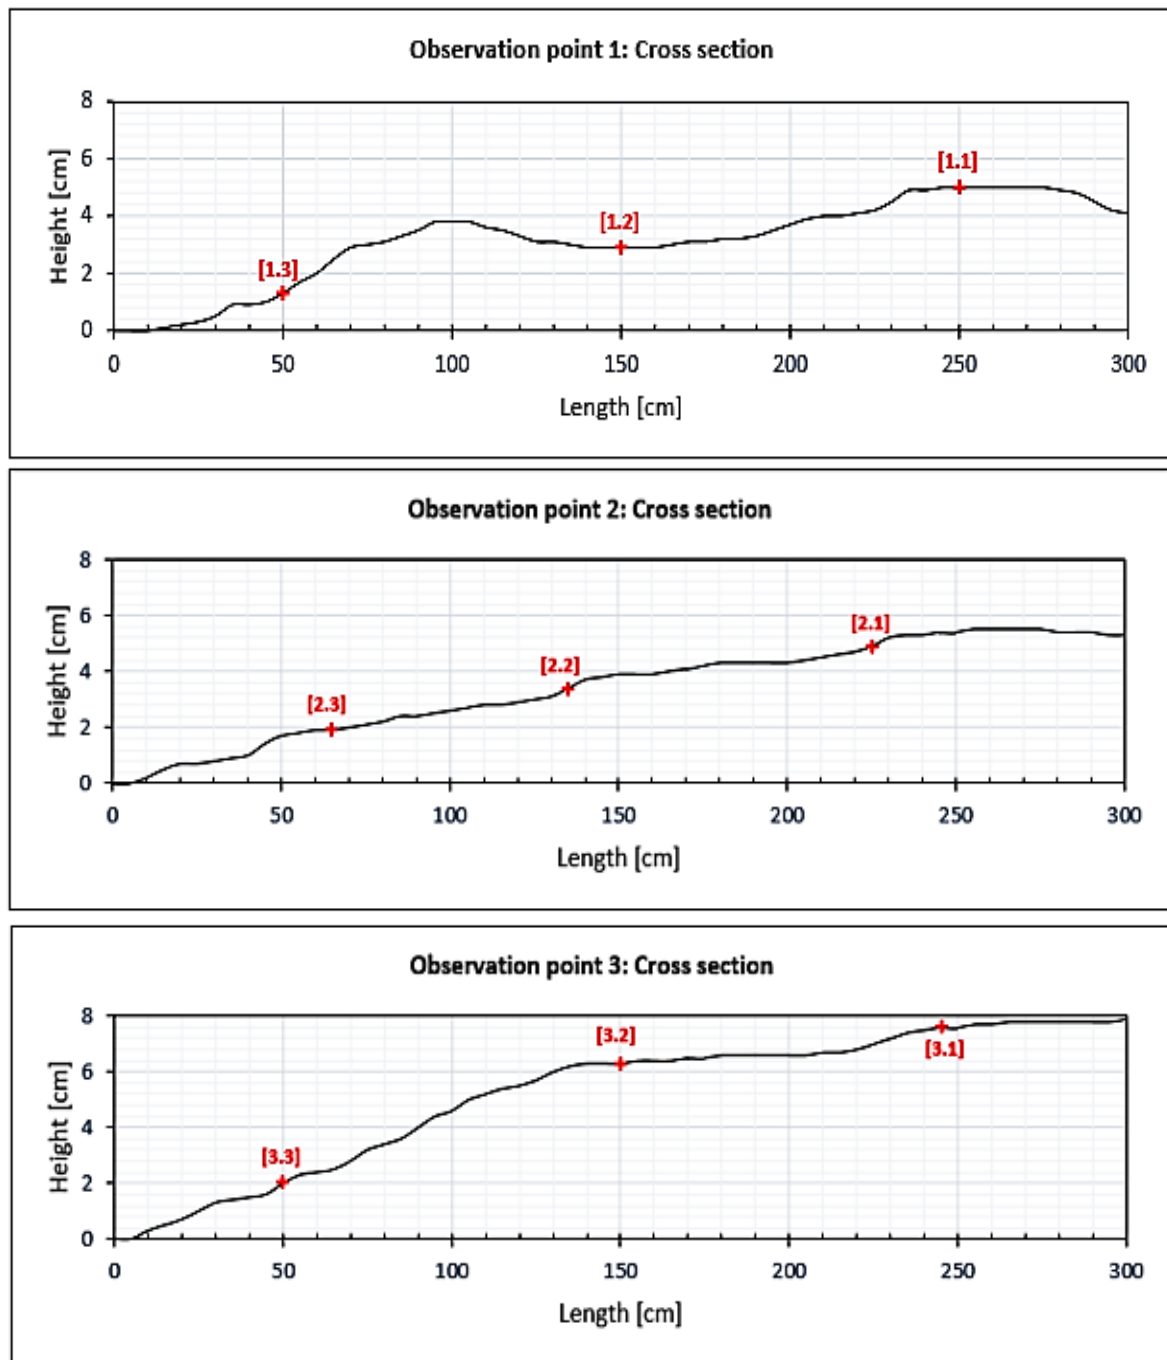 Observation point 1: Cross section
8
6
4
2
0
Height [cm]
[1.1]
[1.2]
[1.3]
0 50 100 150 200 250 300
Length [cm]
Observation point 2: Cross section
8
6
4
2
0
Height [cm]
[2.1]
[2.2]
[2.3]
0 50 100 150 200 250 300
Length [cm]
Observation point 3: Cross section
8
6
4
2
0
Height [cm]
[3.2]
[3.1]
[3.3]
0 50 100 150 200 250 300
Length [cm]